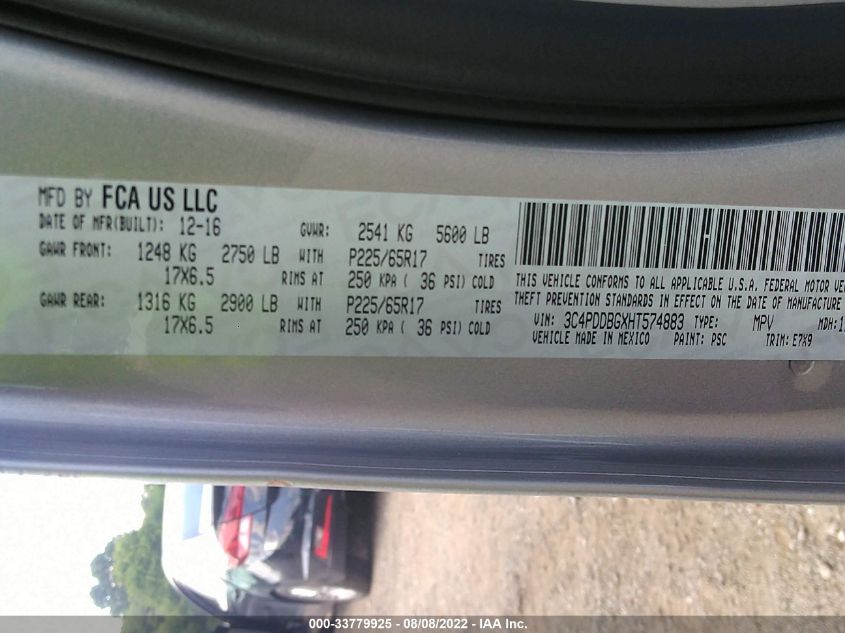 MFD BY FCA US LLC
DATE OF MFR(BUILT): 12-16 GVWR: 2541 KG 5600 LB
GAWR FRONT: 1248 KG 2750 LB WITH P225/65R17 TIRES
17X6.5 RIMS AT 250 KPA ( 36 PSI) COLD
GAWR REAR: 1316 KG 2900 LB WITH P225/65R17 TIRES
17X6.5 RIMS AT 250 KPA ( 36 PSI) COLD
THIS VEHICLE CONFORMS TO ALL APPLICABLE U.S.A. FEDERAL MOTOR VE
THEFT PREVENTION STANDARDS IN EFFECT ON THE DATE OF MANUFACTURE
VIN: 3C4PDDBGXHT574883 TYPE: MPV MDH:1
VEHICLE MADE IN MEXICO PAINT: PSC TRIM: E7X9
000-33779925 - 08/08/2022 - IAA Inc.